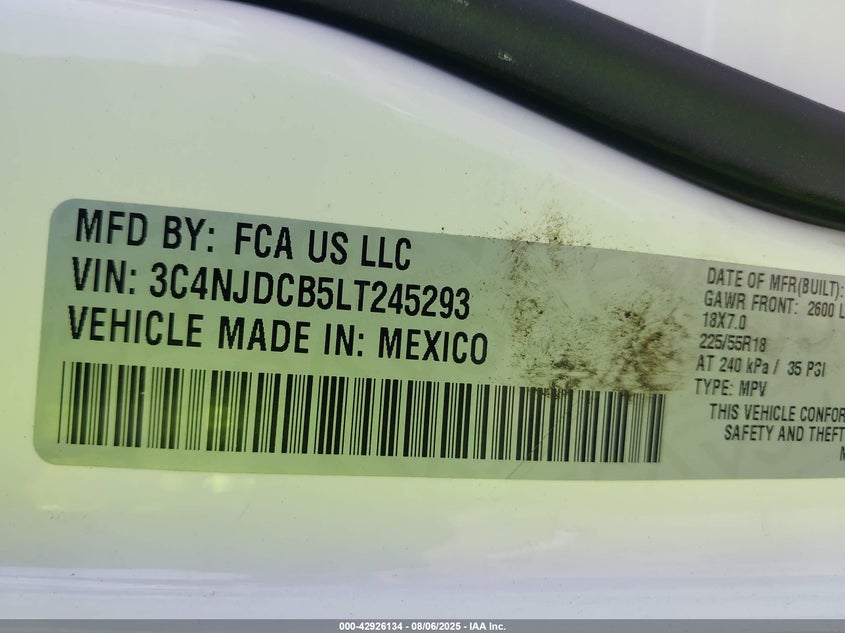 MFD BY: FCA US LLC
VIN: 3C4NJDCB5LT245293
VEHICLE MADE IN: MEXICO
DATE OF MFR(BUILT):
GAWR FRONT: 2600 L
18X7.0
225/55R18
AT 240 kPa / 35 PSI
TYPE: MPV
THIS VEHICLE CONFOR
SAFETY AND THEFT
M
000-42926134 - 08/06/2025 - IAA Inc.